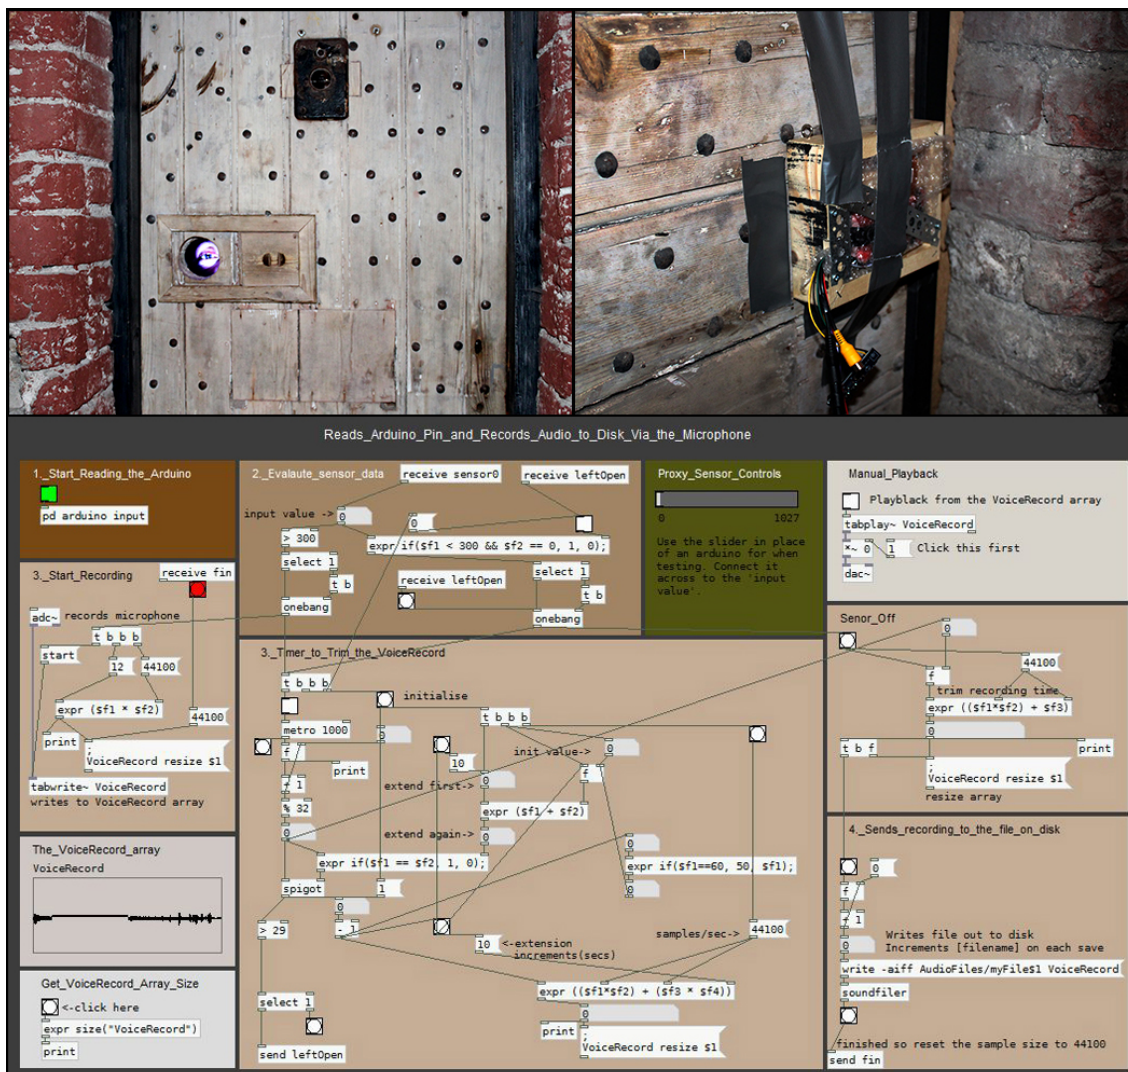 Reads_Arduino_Pin_and_Records_Audio_to_Disk_Via_the_Microphone
1._Start_Reading_the_Arduino
pd arduino input
2._Evalaute_sensor_data
receive sensor0
receive leftOpen
input value ->
0
0
> 300
expr if($f1 < 300 && $f2 == 0, 1, 0);
select 1
receive leftOpen
select 1
t b
t b
onebang
onebang
Proxy_Sensor_Controls
0
1027
Use the slider in place
of an arduino for when
testing. Connect it
across to the 'input
value'.
Manual_Playback
Playblack from the VoiceRecord array
tabplay~ VoiceRecord
*~ 0
1
Click this first
dac~
3._Start_Recording
receive fin
adc~
records microphone
t b b b
start
12
44100
expr ($f1 * $f2)
44100
print
;
VoiceRecord resize $1
tabwrite~ VoiceRecord
writes to VoiceRecord array
3._Timer_to_Trim_the_VoiceRecord
t b b b
initialise
metro 1000
0
t b b b
f
print
10
init value->
0
+ 1
extend first->
0
f
% 32
expr ($f1 + $f2)
0
extend again->
0
0
expr if($f1 == $f2, 1, 0);
expr if($f1==60, 50, $f1);
spigot
1
0
0
> 29
- 1
samples/sec->
44100
10
<-extension
increments(secs)
expr (($f1*$f2) + ($f3 * $f4))
select 1
0
print
;
VoiceRecord resize $1
send leftOpen
Senor_Off
0
44100
f
trim recording time
expr (($f1*$f2) + $f3)
0
t b f
print
;
VoiceRecord resize $1
resize array
The_VoiceRecord_array
VoiceRecord
Get_VoiceRecord_Array_Size
<-click here
expr size("VoiceRecord")
print
4._Sends_recording_to_the_file_on_disk
0
f
+ 1
Writes file out to disk
0
Increments [filename] on each save
write -aiff AudioFiles/myFile$1 VoiceRecord
soundfiler
finished so reset the sample size to 44100
send fin